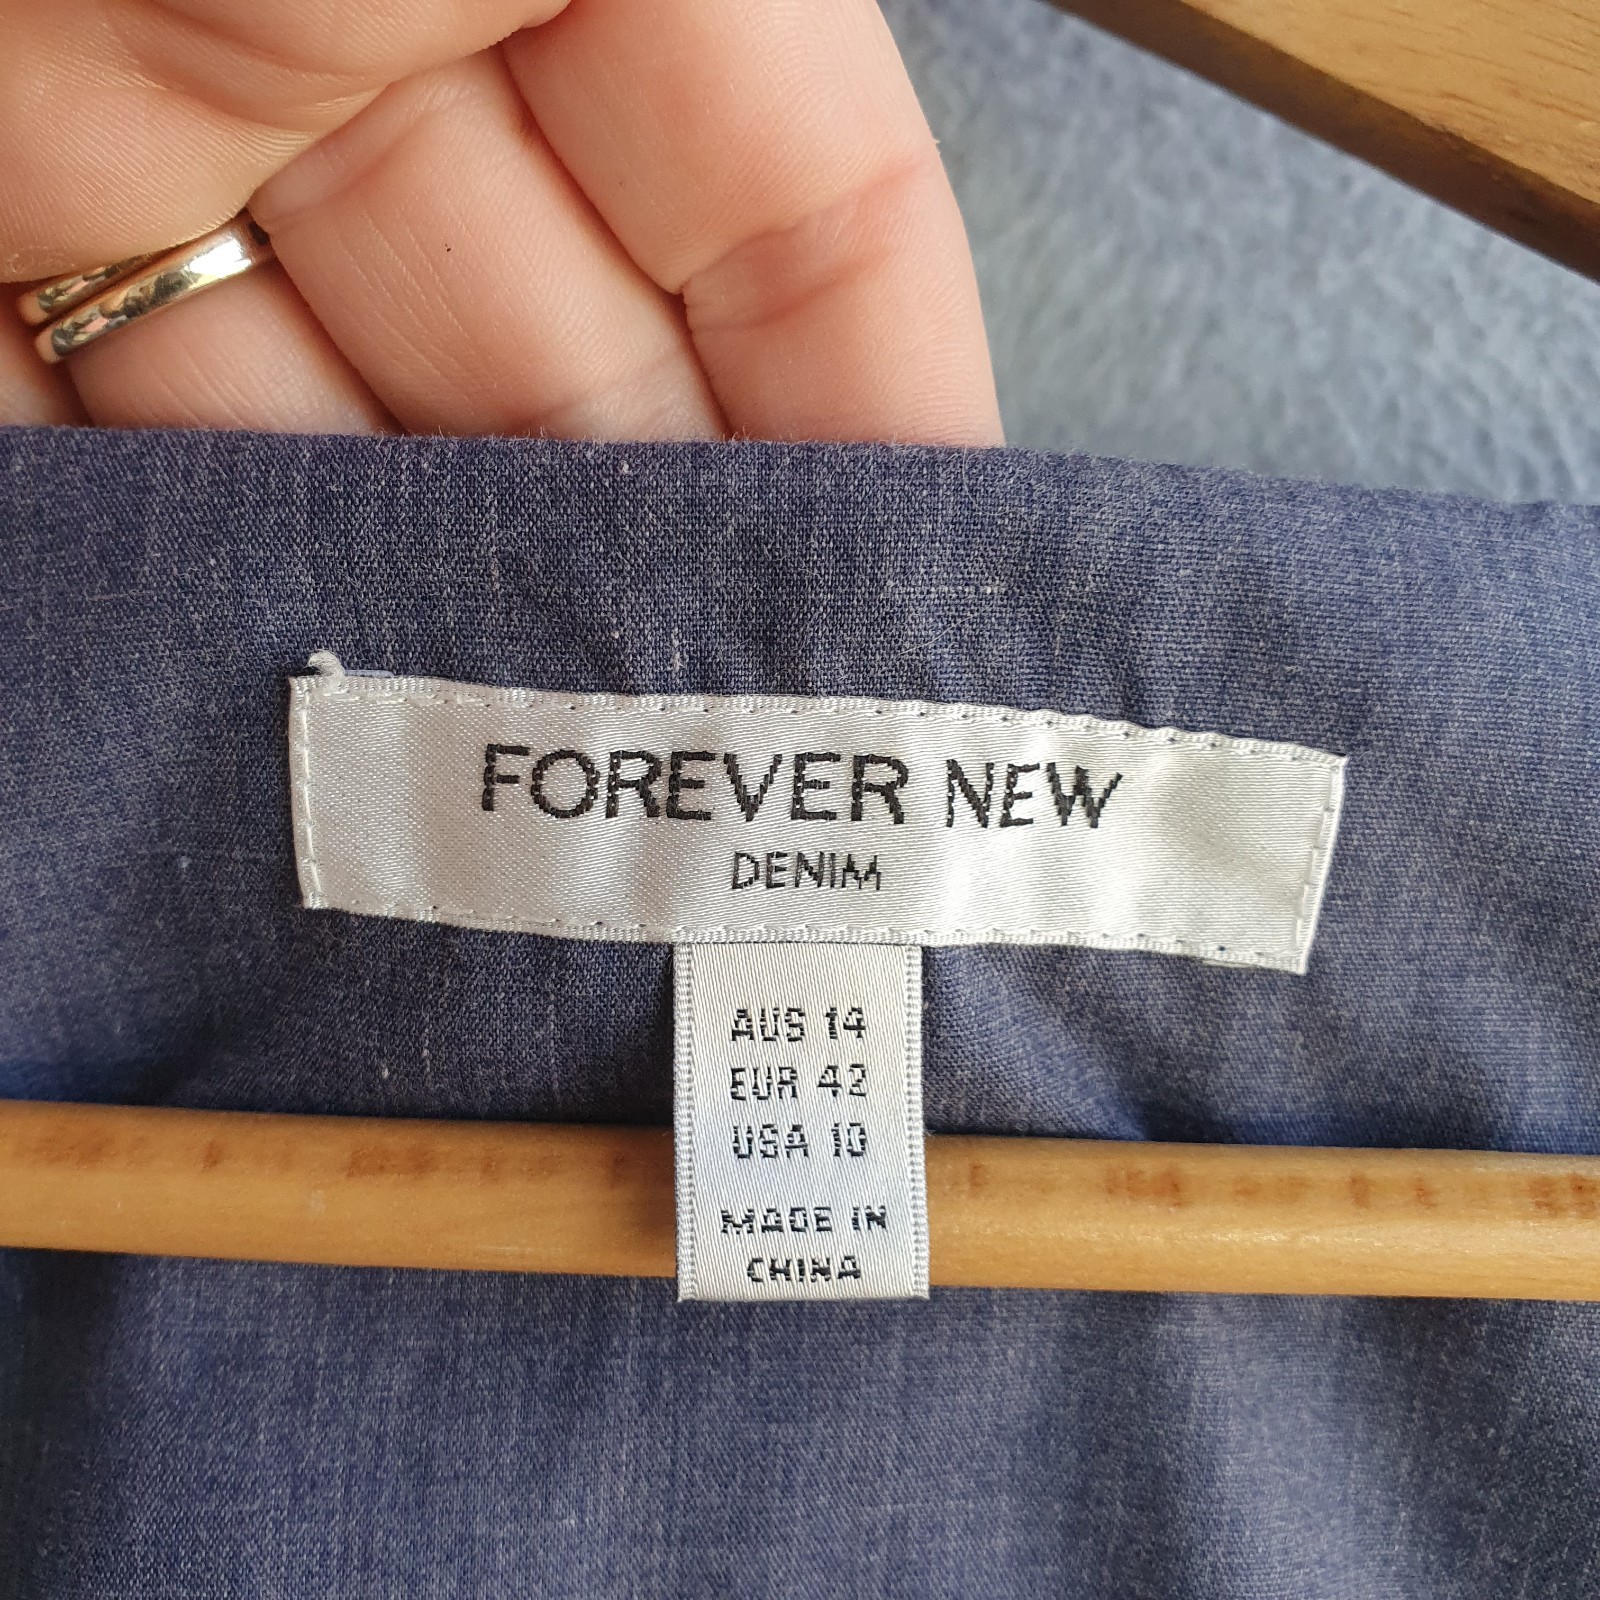 FOREVER NEW
DENIM
AUS 14
EUR 42
USA 10
MADE IN
CHINA